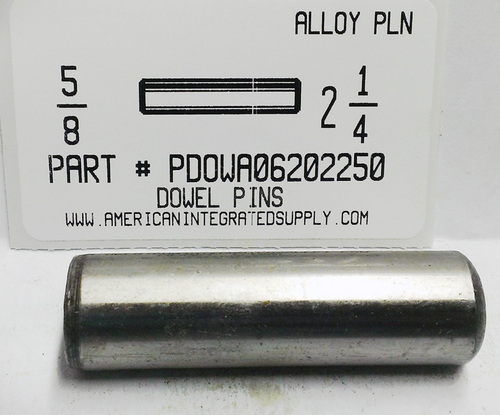 ALLOY PLN
5/8 2 1/4
PART # PDOWA06202250
DOWEL PINS
WWW.AMERICANINTEGRATEDSUPPLY.COM